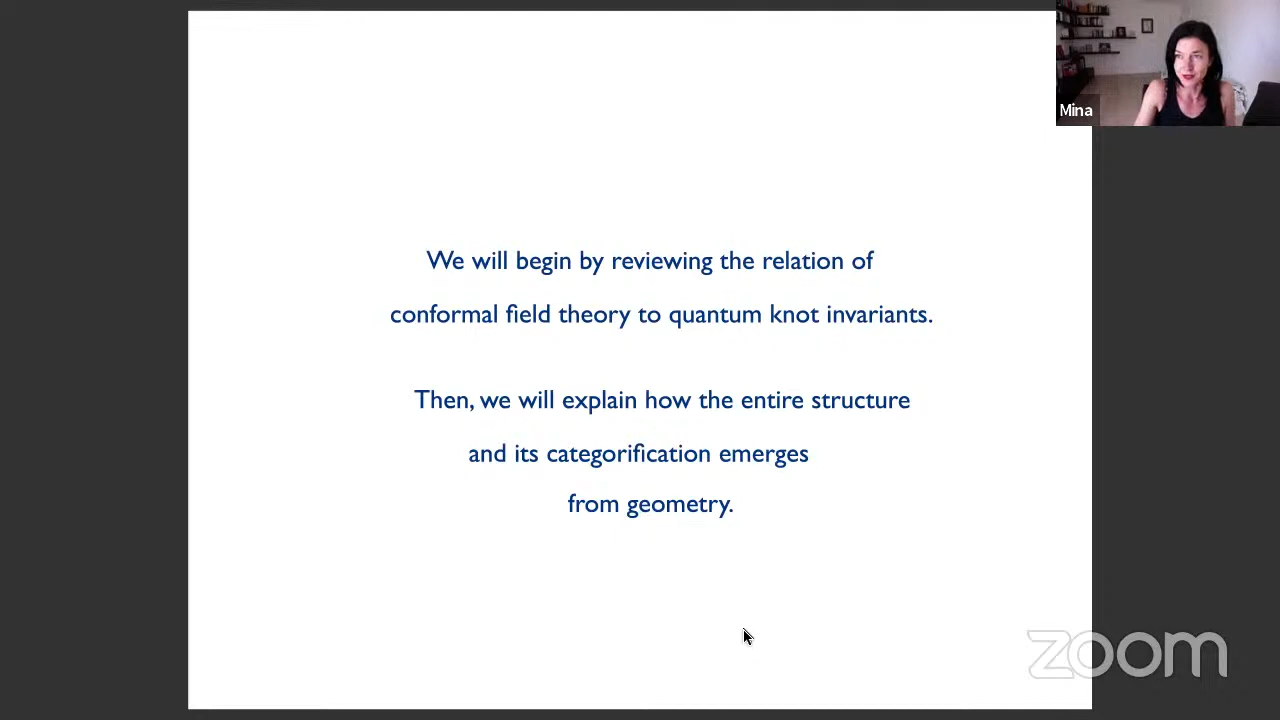 Mina
We will begin by reviewing the relation of
conformal field theory to quantum knot invariants.
Then, we will explain how the entire structure
and its categorification emerges
from geometry.
zoom